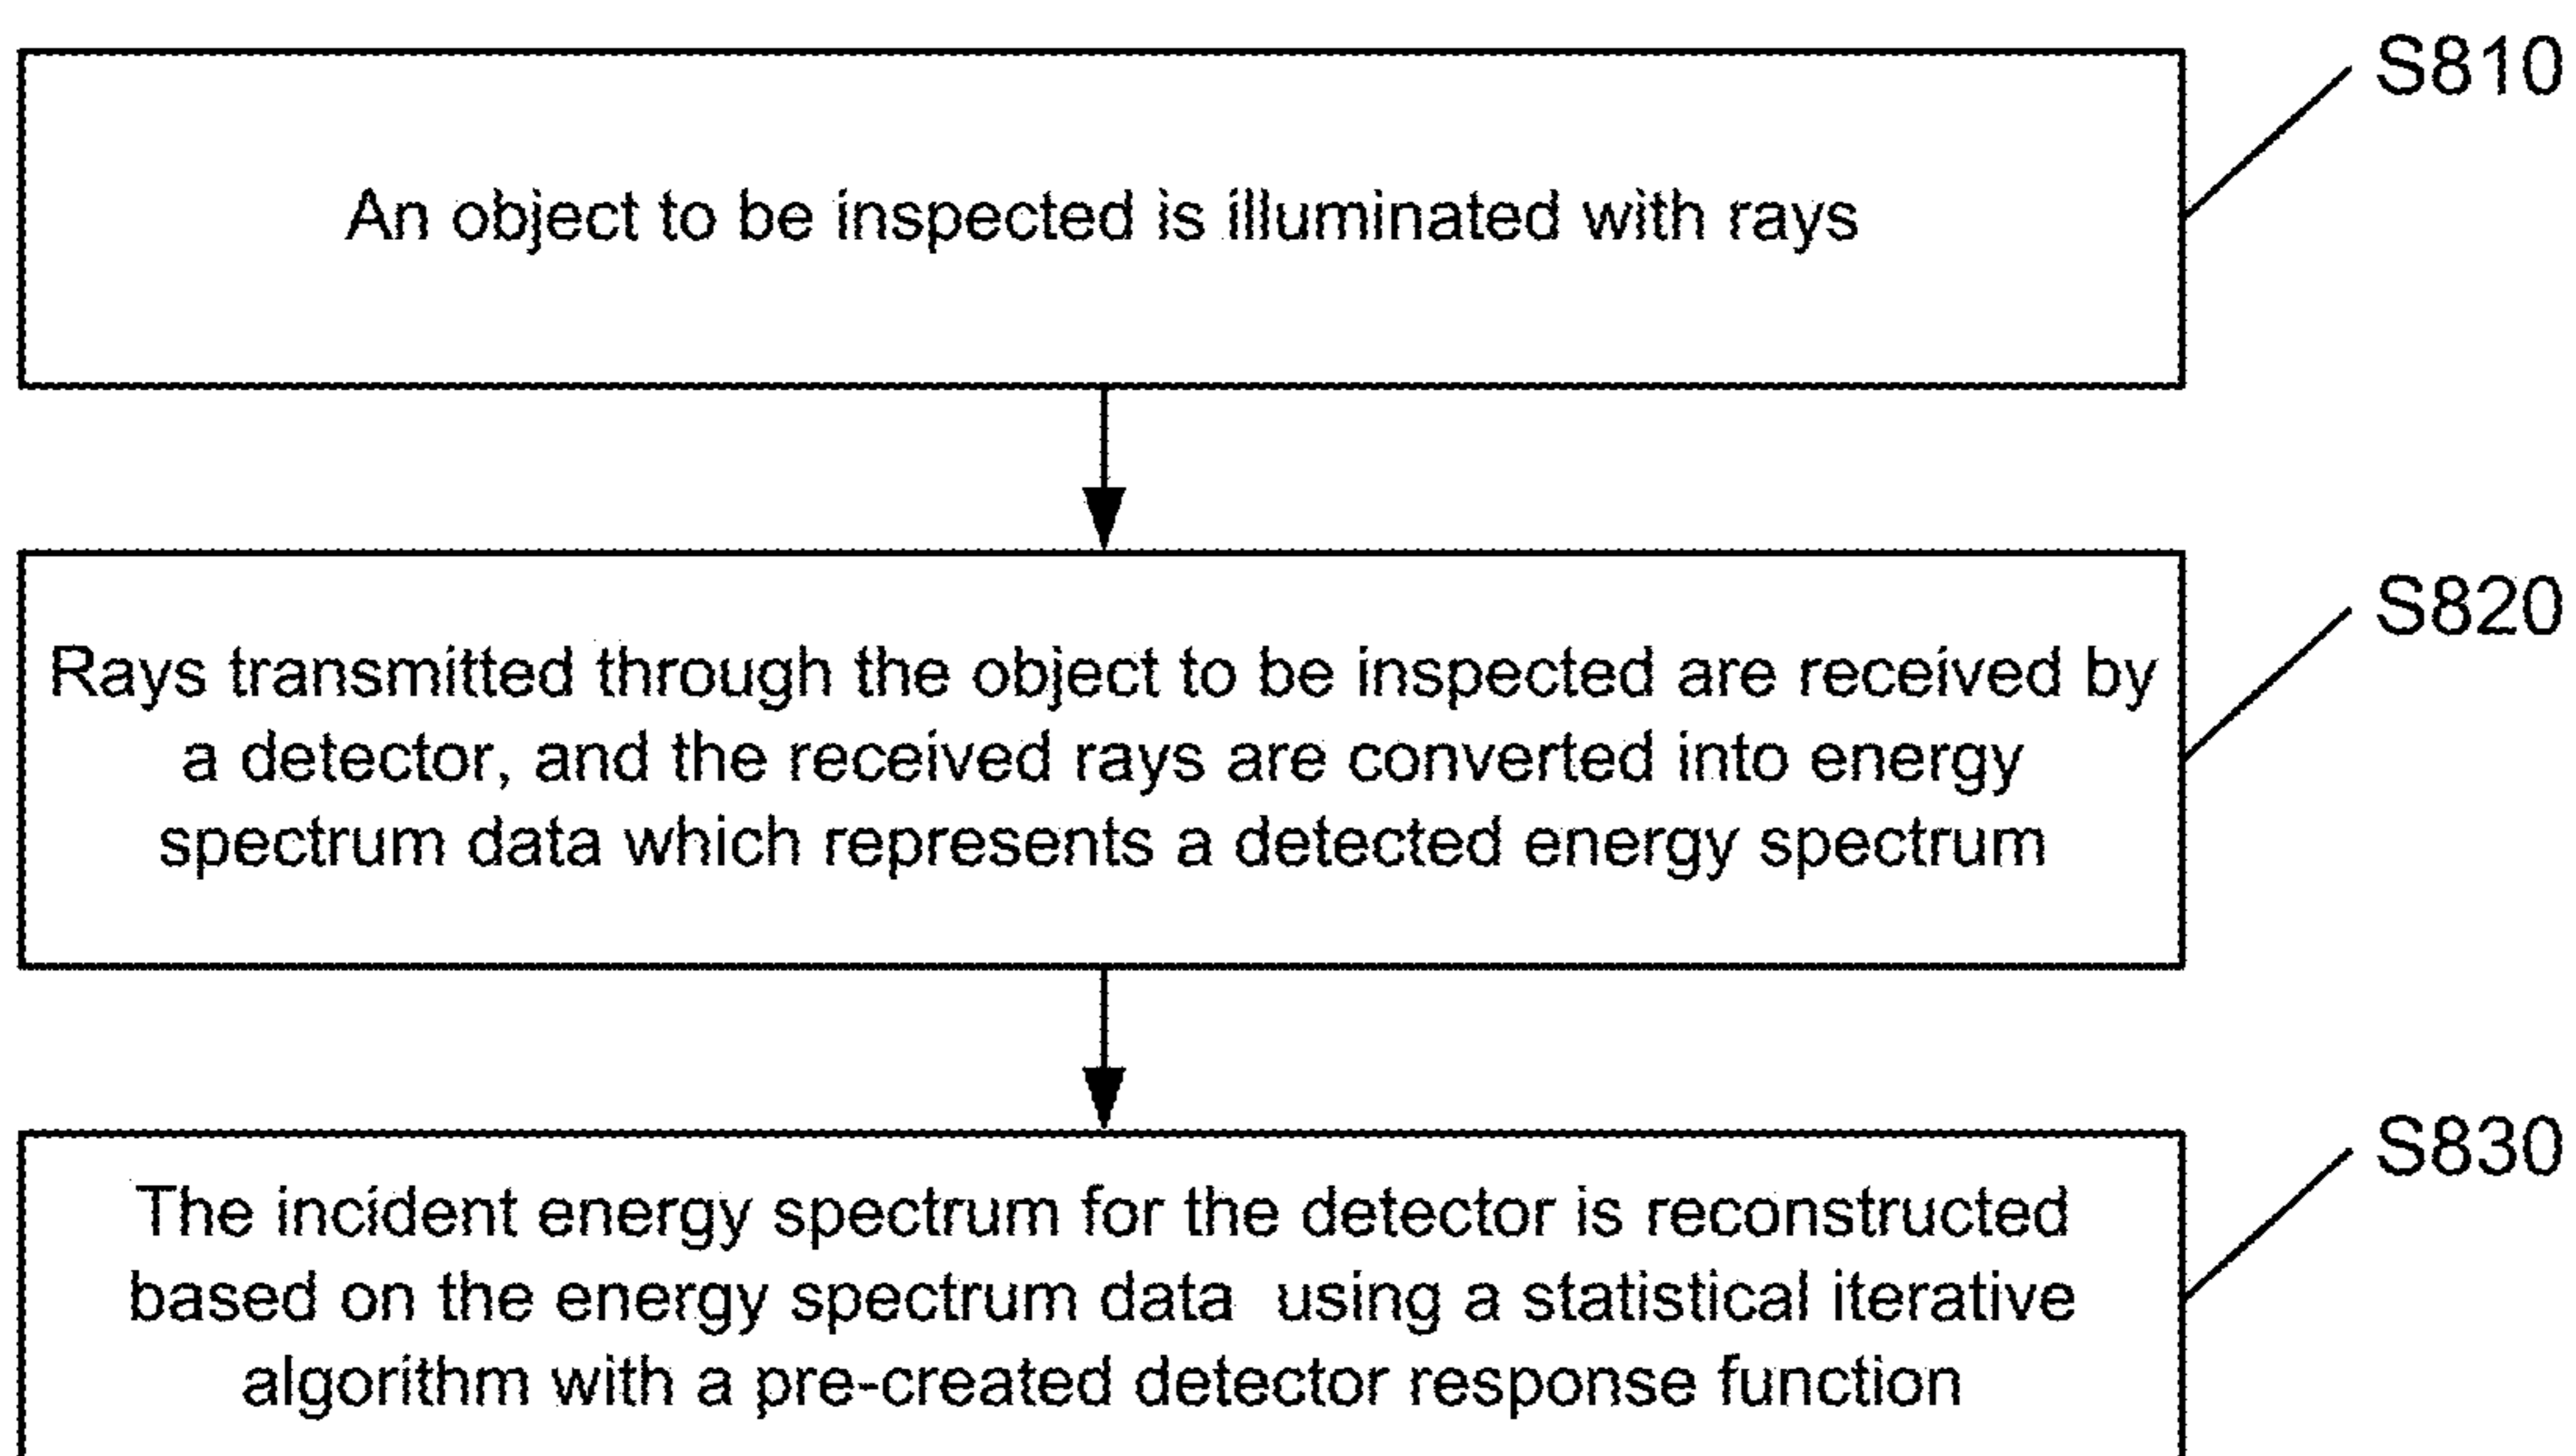 S810
An object to be inspected is illuminated with rays
S820
Rays transmitted through the object to be inspected are received by
a detector, and the received rays are converted into energy
spectrum data which represents a detected energy spectrum
S830
The incident energy spectrum for the detector is reconstructed
based on the energy spectrum data  using a statistical iterative
algorithm with a pre-created detector response function